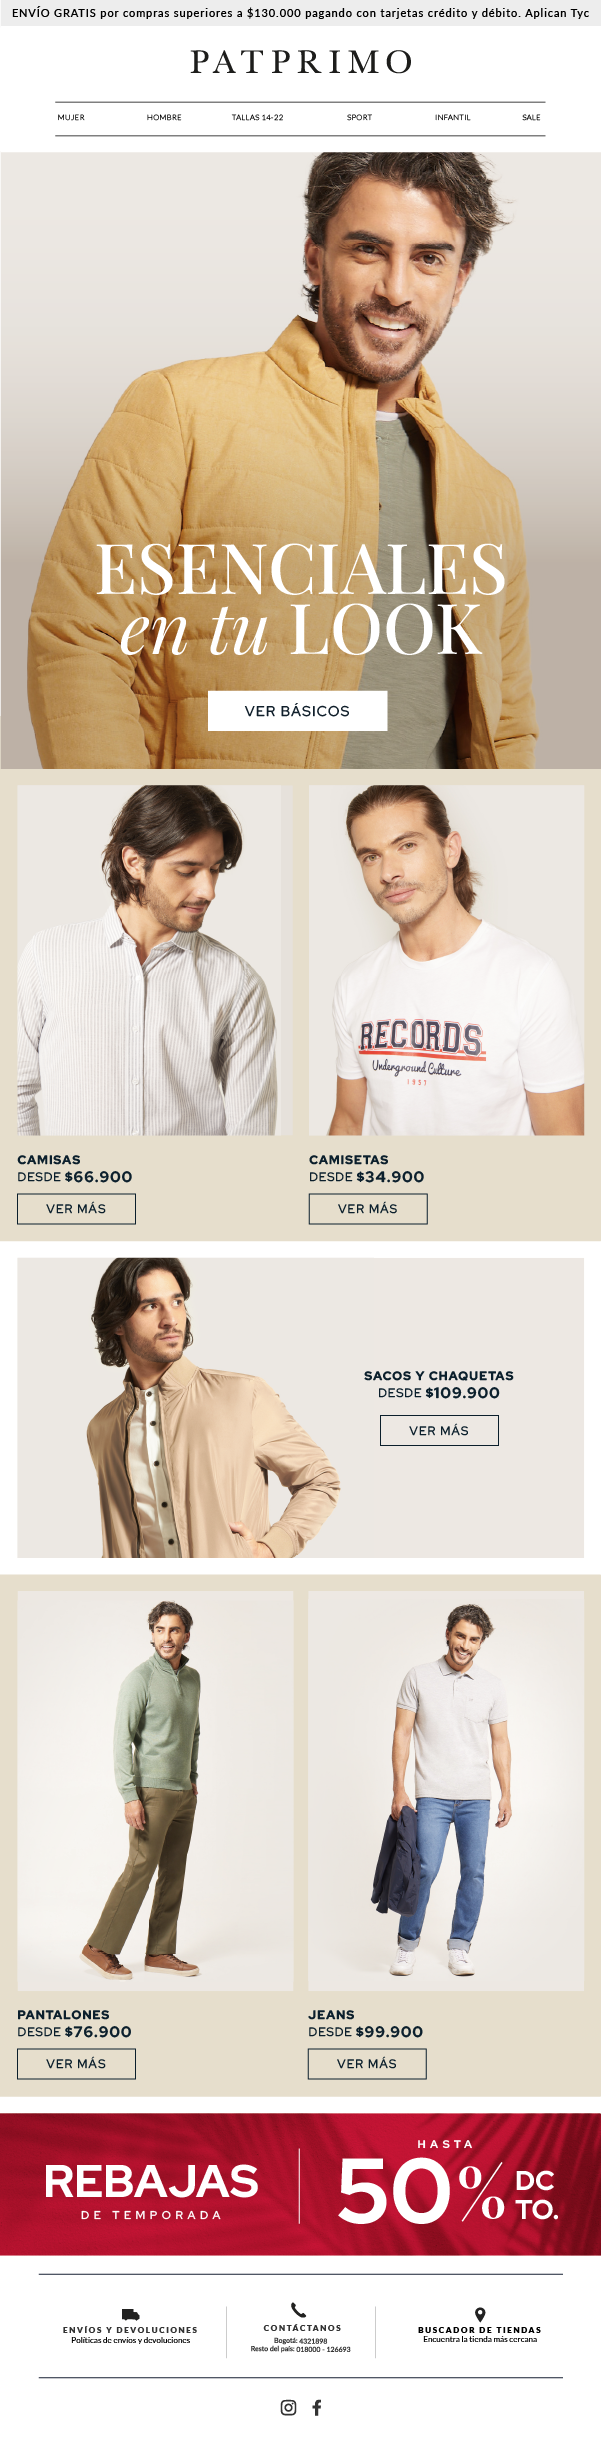 ENVÍO GRATIS por compras superiores a $130.000 pagando con tarjetas crédito y débito. Aplican Tyc
PATPRIMO
MUJER HOMBRE TALLAS 14-22 SPORT INFANTIL SALE
ESENCIALES
en tu LOOK
VER BÁSICOS
RECORDS
Underground Culture
1957
CAMISAS
DESDE $66.900
VER MÁS
CAMISETAS
DESDE $34.900
VER MÁS
SACOS Y CHAQUETAS
DESDE $109.900
VER MÁS
PANTALONES
DESDE $76.900
VER MÁS
JEANS
DESDE $99.900
VER MÁS
REBAJAS
DE TEMPORADA
HASTA
50% DC
TO.
ENVÍOS Y DEVOLUCIONES
Políticas de envíos y devoluciones
CONTÁCTANOS
Bogotá: 4321898
Resto del país: 018000 - 126693
BUSCADOR DE TIENDAS
Encuentra la tienda más cercana